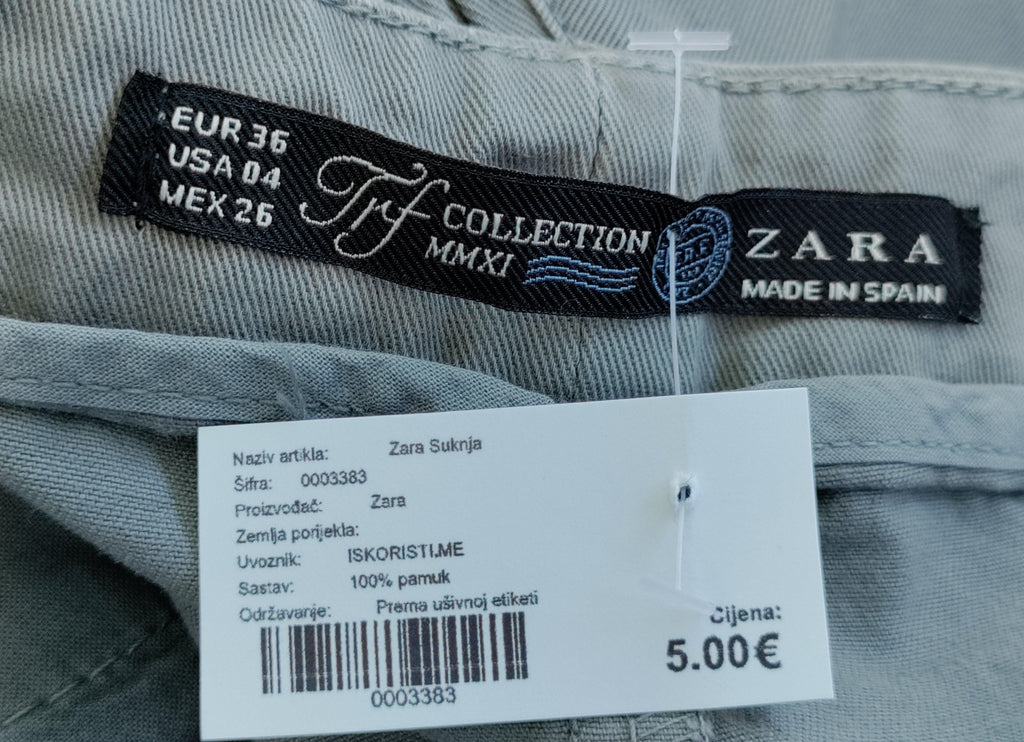 EUR 36
USA 04
MEX 26
Trf COLLECTION
MMXI
ZARA
MADE IN SPAIN
Naziv artikla: Zara Suknja
Šifra: 0003383
Proizvođač: Zara
Zemlja porijekla:
Uvoznik: ISKORISTI.ME
Sastav: 100% pamuk
Održavanje: Prema ušivnoj etiketi
0003383
Cijena:
5.00€